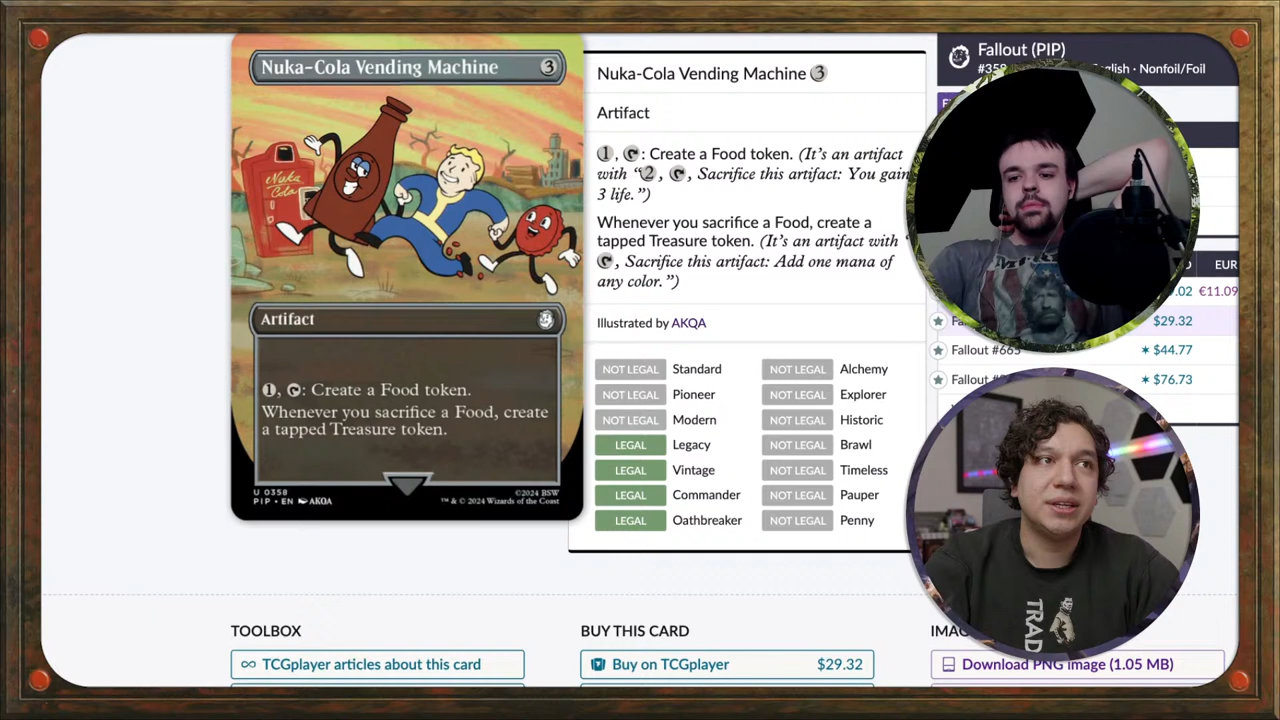 Nuka-Cola Vending Machine 3
Nuka
Cola
Artifact
1, : Create a Food token.
Whenever you sacrifice a Food, create
a tapped Treasure token.
U 0358
PIP • EN AKQA
©2024 BSW
™ & © 2024 Wizards of the Coast
Nuka-Cola Vending Machine 3
Artifact
1, : Create a Food token. (It's an artifact
with “2, , Sacrifice this artifact: You gain
3 life.”)
Whenever you sacrifice a Food, create a
tapped Treasure token. (It's an artifact with “
, Sacrifice this artifact: Add one mana of
any color.”)
Illustrated by AKQA
NOT LEGAL Standard NOT LEGAL Alchemy
NOT LEGAL Pioneer NOT LEGAL Explorer
NOT LEGAL Modern NOT LEGAL Historic
LEGAL Legacy NOT LEGAL Brawl
LEGAL Vintage NOT LEGAL Timeless
LEGAL Commander NOT LEGAL Pauper
LEGAL Oathbreaker NOT LEGAL Penny
Fallout (PIP)
#358 English · Nonfoil/Foil
EUR
€11.09
$29.32
Fallout #665 $44.77
Fallout $76.73
TRAD
TOOLBOX
TCGplayer articles about this card
BUY THIS CARD
Buy on TCGplayer $29.32
Download PNG image (1.05 MB)